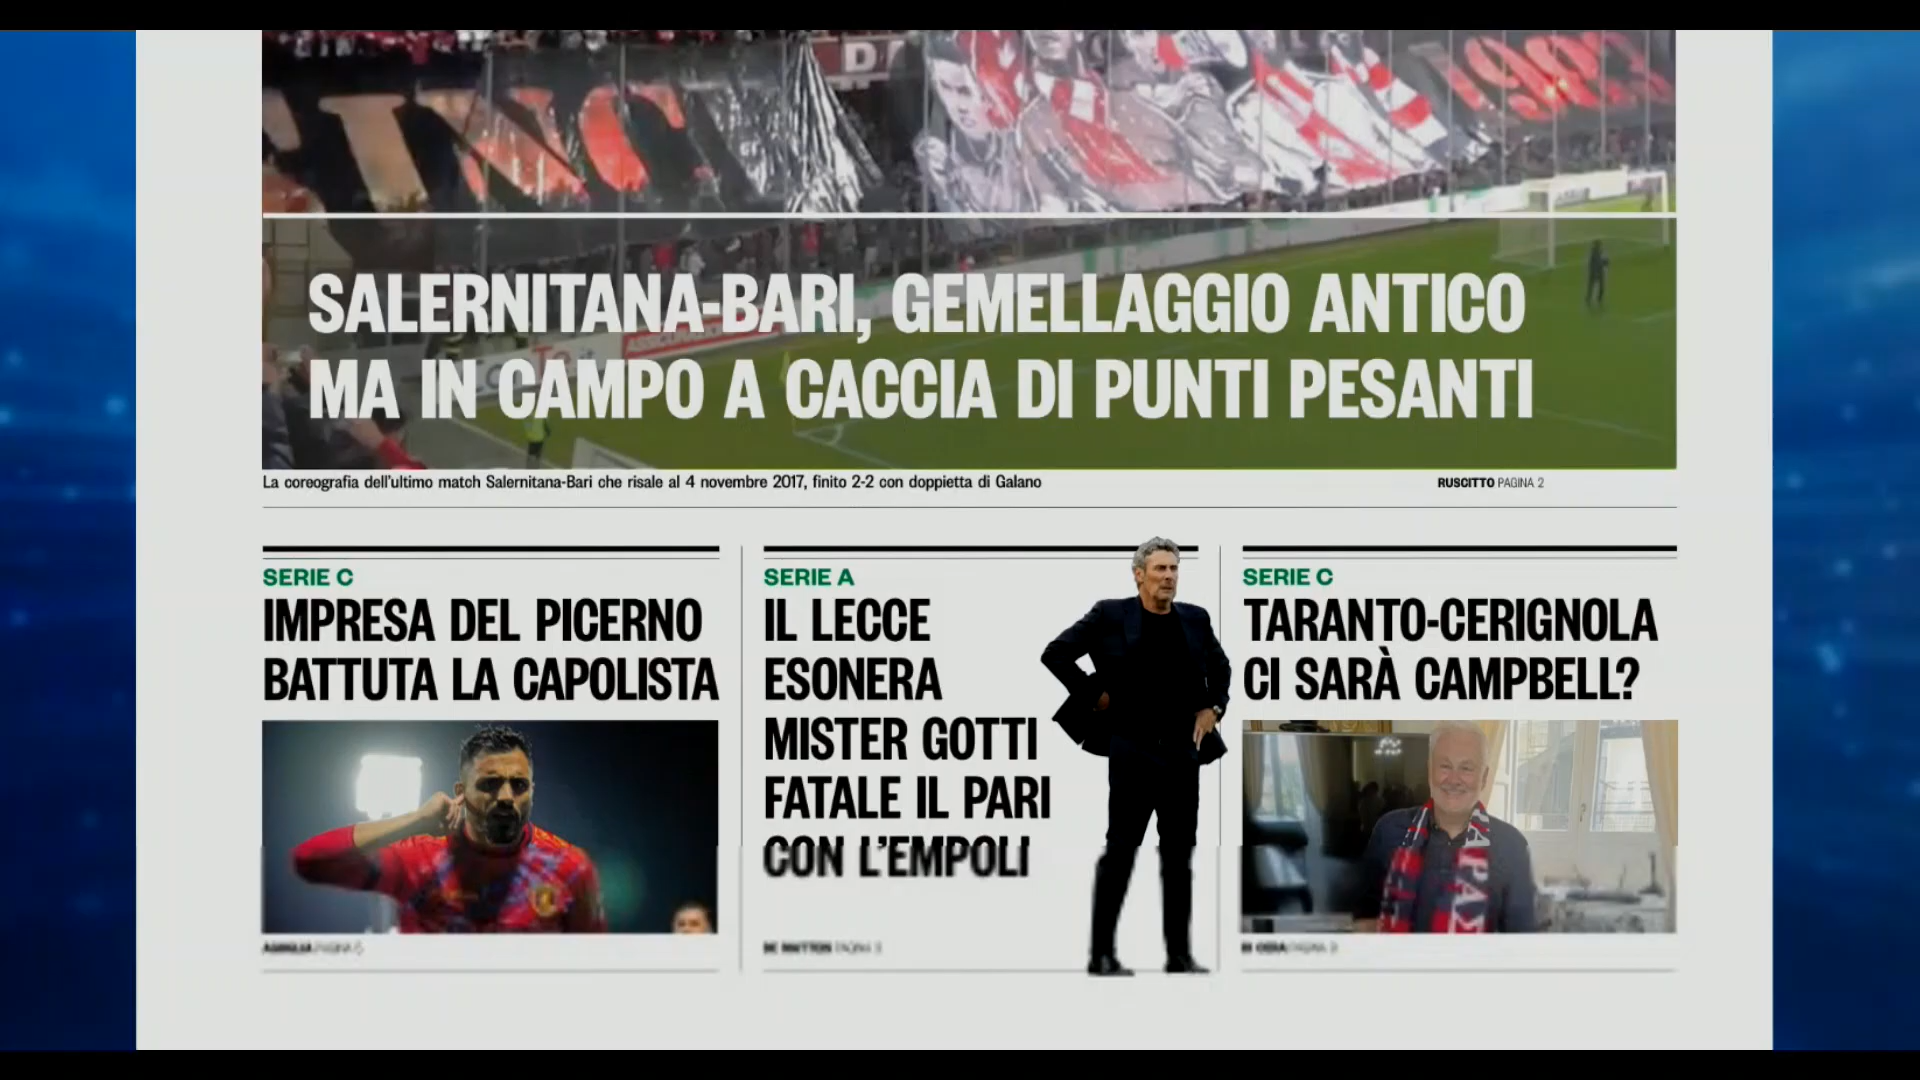 SALERNITANA-BARI, GEMELLAGGIO ANTICO
MA IN CAMPO A CACCIA DI PUNTI PESANTI
La coreografia dell'ultimo match Salernitana-Bari che risale al 4 novembre 2017, finito 2-2 con doppietta di Galano
RUSCITTO PAGINA 2
SERIE C
IMPRESA DEL PICERNO
BATTUTA LA CAPOLISTA
SERIE A
IL LECCE
ESONERA
MISTER GOTTI
FATALE IL PARI
CON L'EMPOLI
SERIE C
TARANTO-CERIGNOLA
CI SARÀ CAMPBELL?